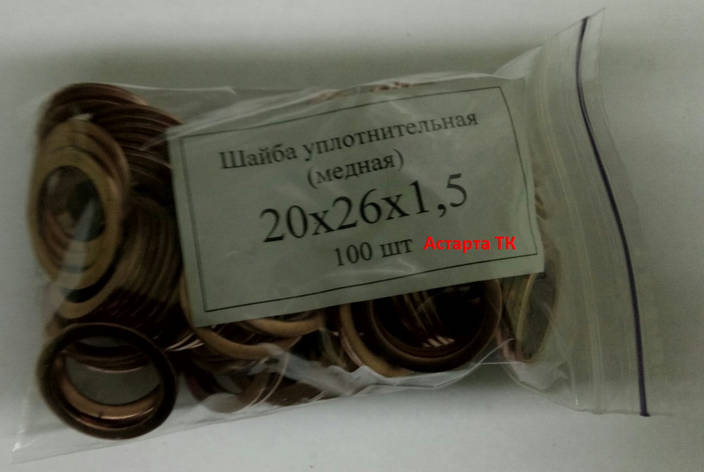 Шайба уплотнительная
(медная)
20х26х1,5
100 шт Астарта ТК